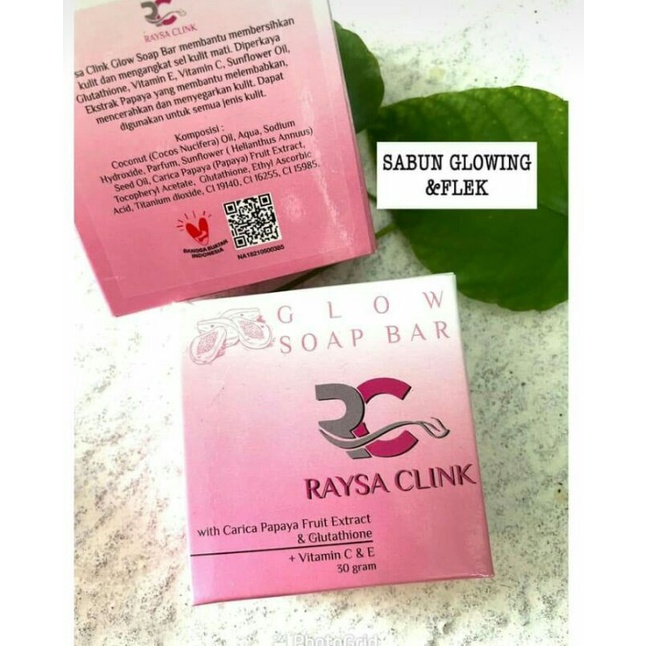 RC
RAYSA CLINK
sa Clink Glow Soap Bar membantu membersihkan
kulit dan mengangkat sel kulit mati. Diperkaya
Glutathione, Vitamin E, Vitamin C, Sunflower Oil,
Ekstrak Papaya yang membantu melembabkan,
mencerahkan dan menyegarkan kulit. Dapat
digunakan untuk semua jenis kulit.
Komposisi :
Coconut (Cocos Nucifera) Oil, Aqua, Sodium
Hydroxide, Parfum, Sunflower ( Helianthus Annuus)
Seed Oil, Carica Papaya (Papaya) Fruit Extract,
Tocopheryl Acetate, Glutathione, Ethyl Ascorbic
Acid, Titanium dioxide, CI 19140, CI 16255, CI 15985.
BANGGA BUATAN
INDONESIA
NA18210500385
SABUN GLOWING
&FLEK
GLOW
SOAP BAR
RC
RAYSA CLINK
with Carica Papaya Fruit Extract
& Glutathione
+ Vitamin C & E
30 gram
PhotoGrid